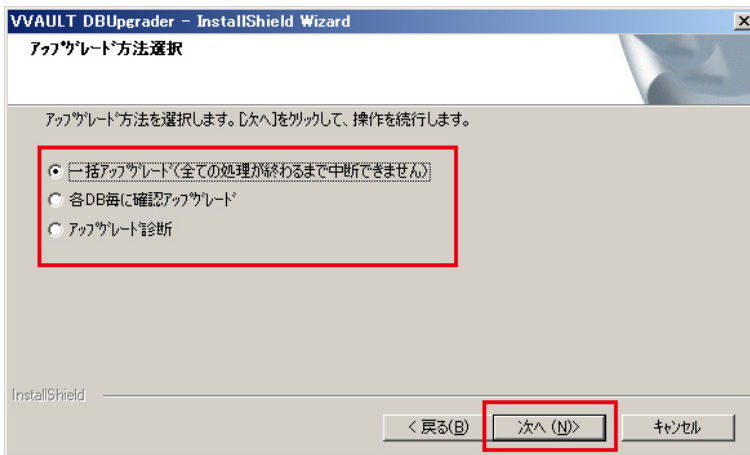 VVAULT DBUpgrader - InstallShield Wizard
アップグレード方法選択
アップグレード方法を選択します。[次へ]をクリックして、操作を続行します。
一括アップグレード(全ての処理が終わるまで中断できません)
各DB毎に確認アップグレード
アップグレード診断
InstallShield
< 戻る(B)
次へ (N)>
キャンセル